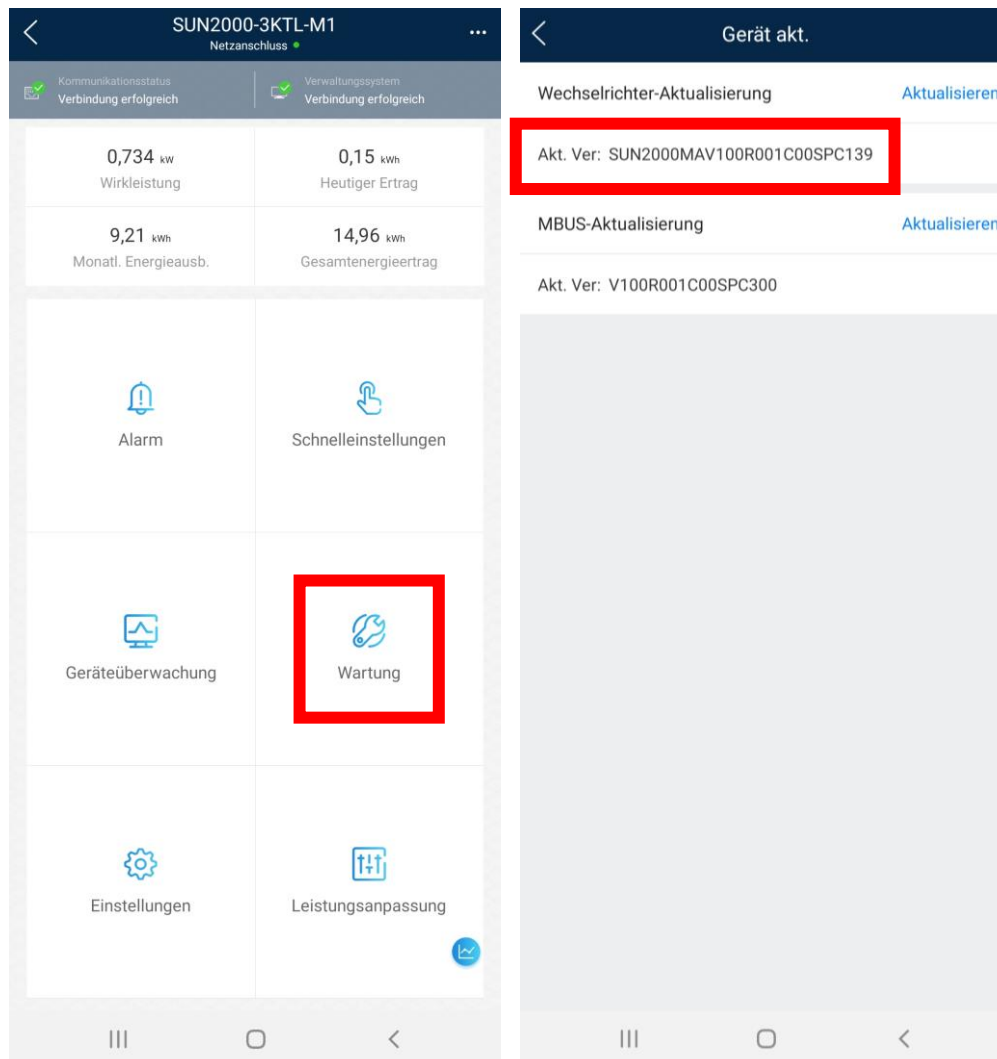 SUN2000-3KTL-M1
Netzanschluss
Kommunikationsstatus
Verbindung erfolgreich
Verwaltungssystem
Verbindung erfolgreich
0,734 kW
Wirkleistung
0,15 kWh
Heutiger Ertrag
9,21 kWh
Monatl. Energieausb.
14,96 kWh
Gesamtenergieertrag
Alarm
Schnelleinstellungen
Geräteüberwachung
Wartung
Einstellungen
Leistungsanpassung
Gerät akt.
Wechselrichter-Aktualisierung Aktualisieren
Akt. Ver: SUN2000MAV100R001C00SPC139
MBUS-Aktualisierung Aktualisieren
Akt. Ver: V100R001C00SPC300